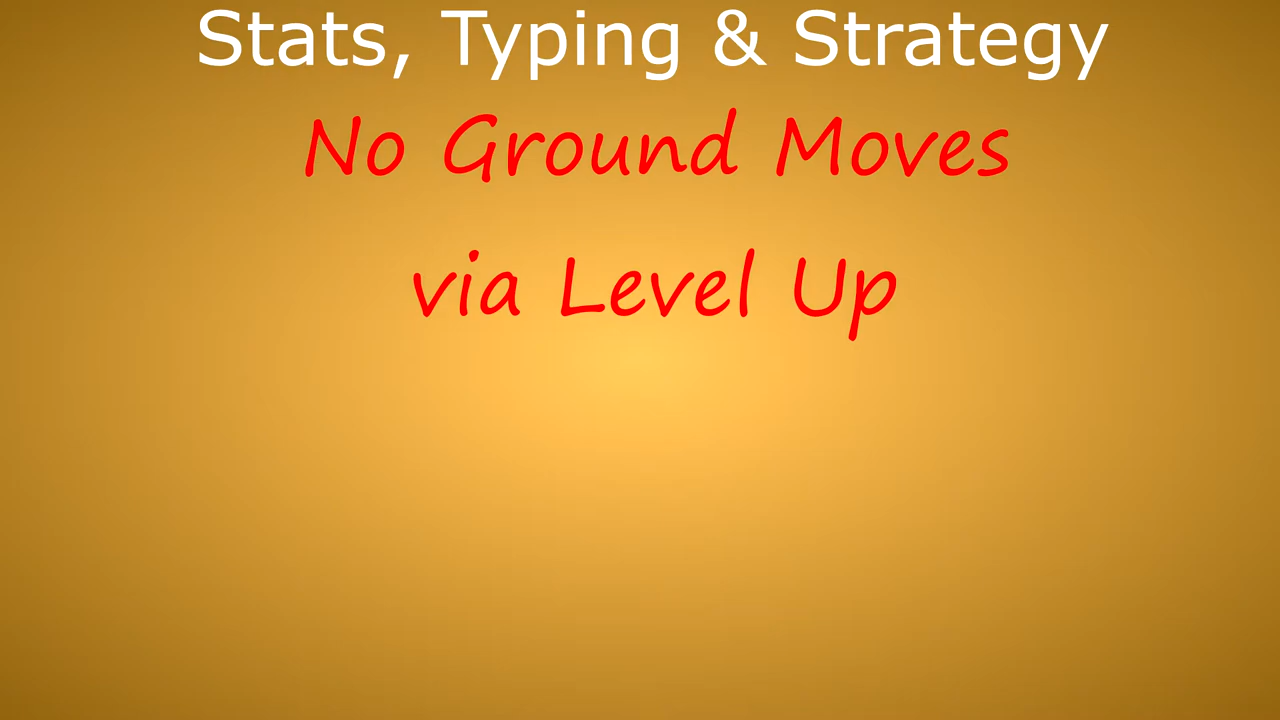 Stats, Typing & Strategy
No Ground Moves
via Level Up